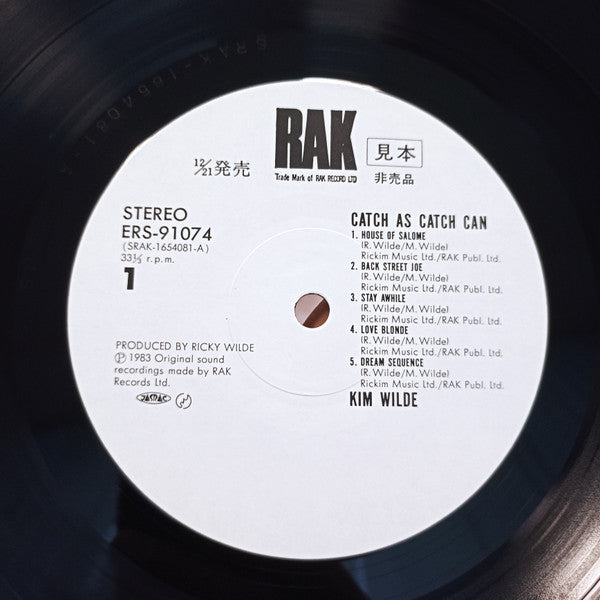 SRAK-1654081 A
RAK
Trade Mark of RAK RECORD LTD
12/21発売
見本
非売品
STEREO
ERS-91074
(SRAK-1654081-A)
33⅓ r.p.m.
1
CATCH AS CATCH CAN
1. HOUSE OF SALOME
(R.Wilde/M.Wilde)
Rickim Music Ltd./RAK Publ. Ltd.
2. BACK STREET JOE
(R.Wilde/M.Wilde)
Rickim Music Ltd./RAK Publ. Ltd.
3. STAY AWHILE
(R.Wilde/M.Wilde)
Rickim Music Ltd./RAK Publ. Ltd.
4. LOVE BLONDE
(R.Wilde/M.Wilde)
Rickim Music Ltd./RAK Publ. Ltd.
5. DREAM SEQUENCE
(R.Wilde/M.Wilde)
Rickim Music Ltd./RAK Publ. Ltd.
KIM WILDE
PRODUCED BY RICKY WILDE
Ⓟ 1983 Original sound
recordings made by RAK
Records Ltd.
JASRAC